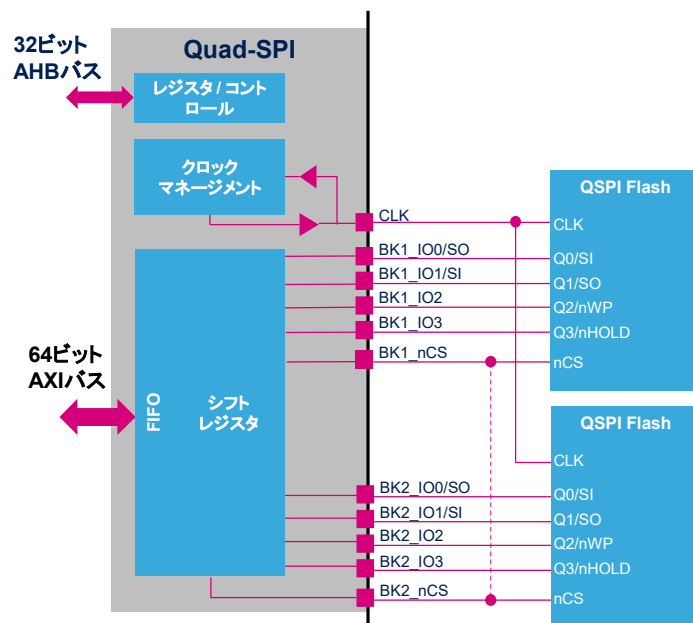 32ビット
AHBバス
Quad-SPI
レジスタ / コント
ロール
クロック
マネージメント
64ビット
AXIバス
FIFO
シフト
レジスタ
CLK
BK1_IO0/SO
BK1_IO1/SI
BK1_IO2
BK1_IO3
BK1_nCS
BK2_IO0/SO
BK2_IO1/SI
BK2_IO2
BK2_IO3
BK2_nCS
QSPI Flash
CLK
Q0/SI
Q1/SO
Q2/nWP
Q3/nHOLD
nCS
QSPI Flash
CLK
Q0/SI
Q1/SO
Q2/nWP
Q3/nHOLD
nCS